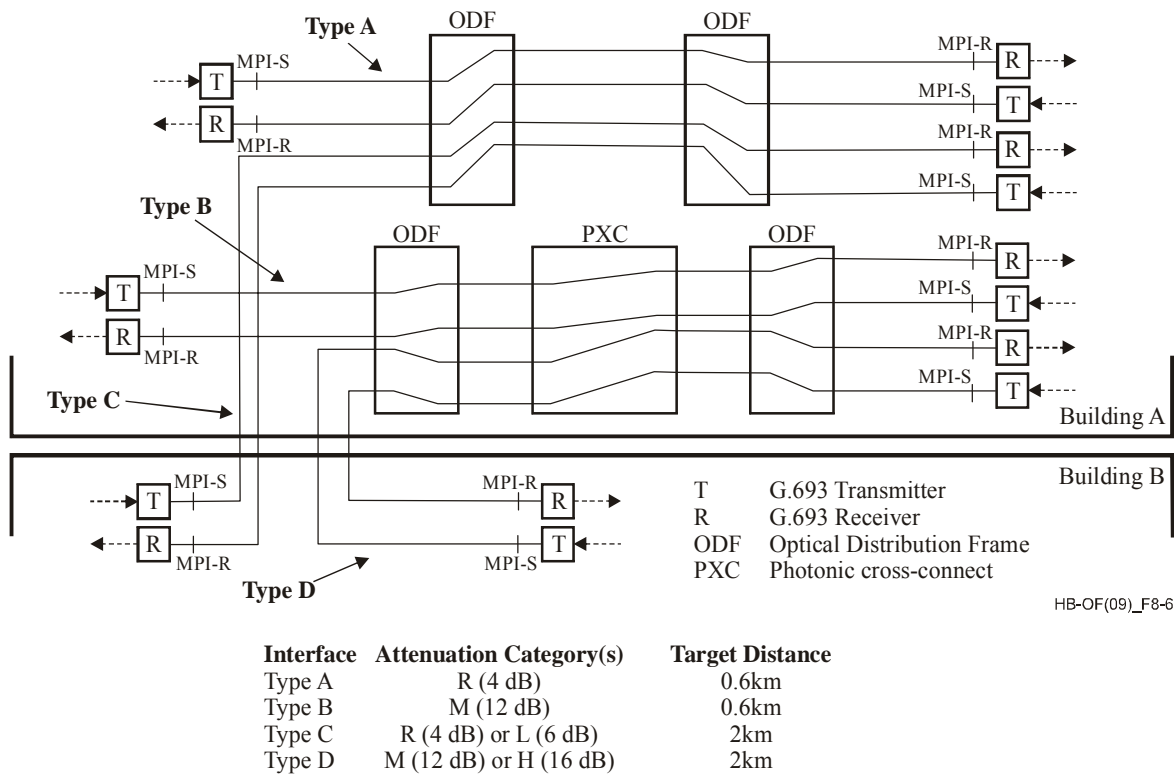 ODF ODF
Type A
MPI-S MPI-R
T R
MPI-S
R T
MPI-R MPI-R
R
MPI-S
T
Type B
ODF PXC ODF
MPI-R
MPI-S R
T MPI-S
T
R MPI-R
MPI-R R
MPI-S
Type C T
Building A
Building B
MPI-S MPI-R
T R
R T
MPI-R MPI-S
Type D
T G.693 Transmitter
R G.693 Receiver
ODF Optical Distribution Frame
PXC Photonic cross-connect
HB-OF(09)_F8-6
Interface Attenuation Category(s) Target Distance
Type A R (4 dB) 0.6km
Type B M (12 dB) 0.6km
Type C R (4 dB) or L (6 dB) 2km
Type D M (12 dB) or H (16 dB) 2km